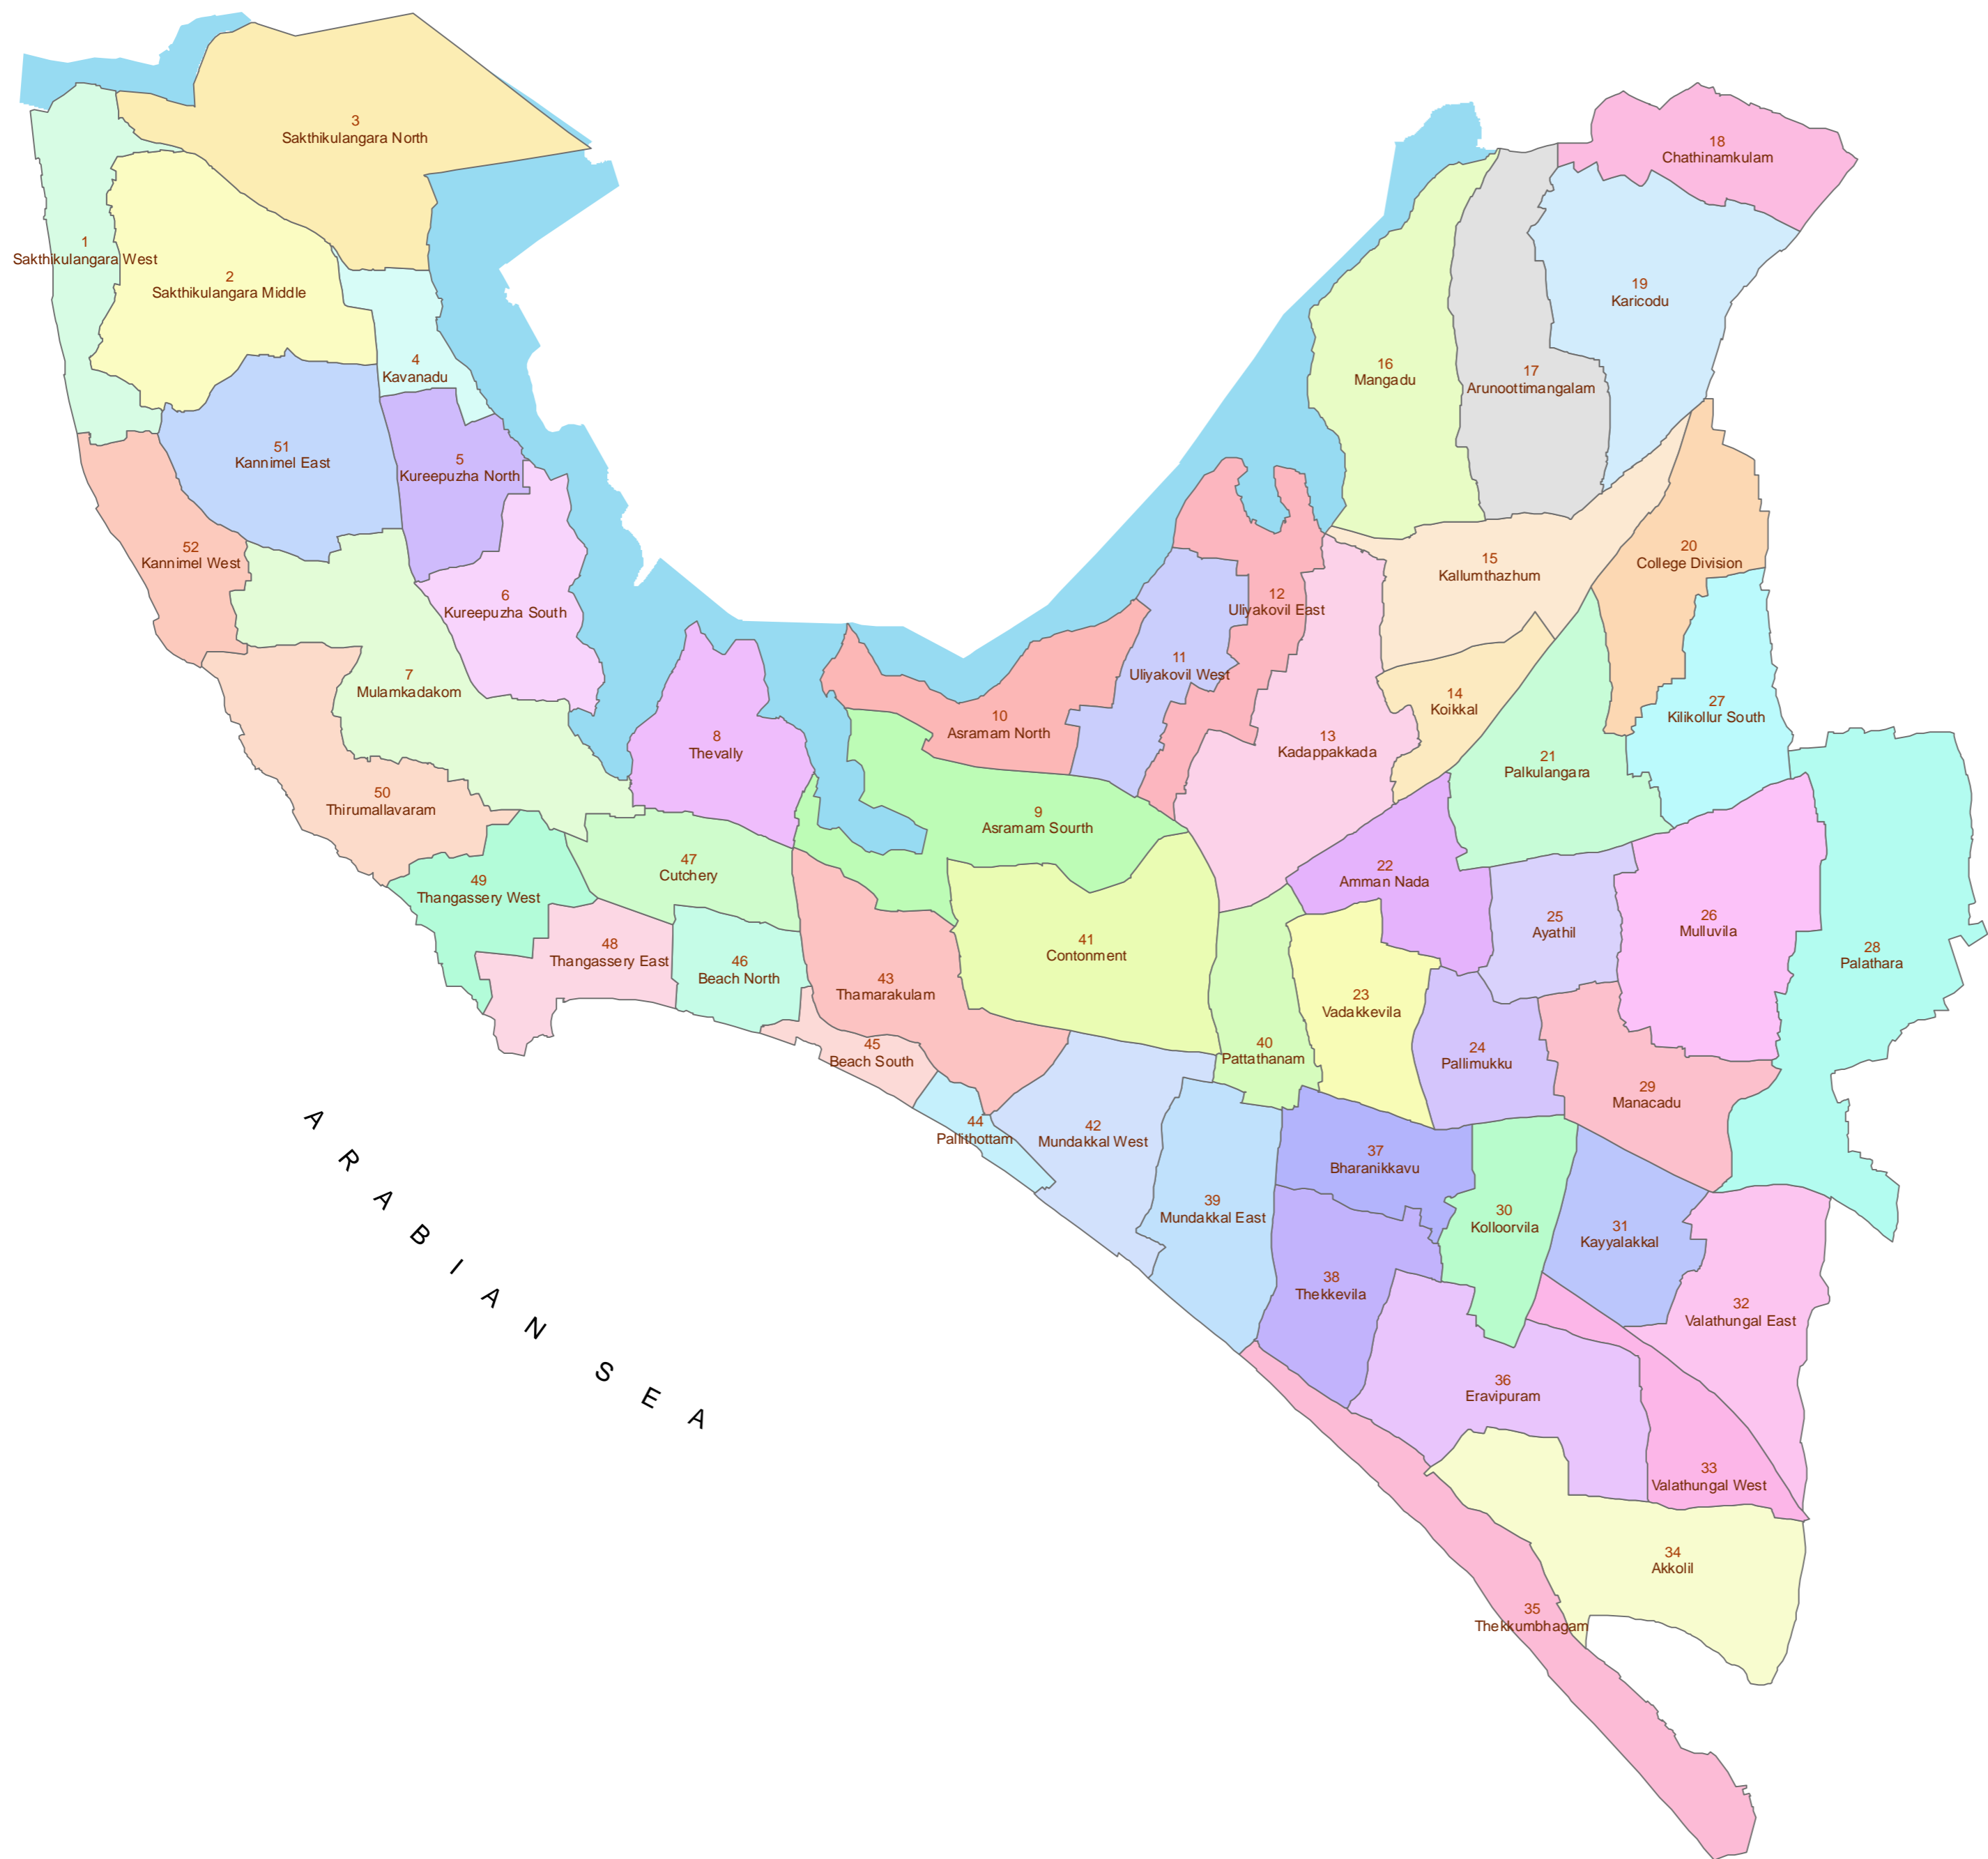 3
Sakthikulangara North
18
Chathinamkulam
1
Sakthikulangara West
2
Sakthikulangara Middle
19
Karicodu
4
Kavanadu
16
Mangadu
17
Arunoottimangalam
51
Kannimel East
5
Kureepuzha North
52
Kannimel West
15
Kallumthazhum
20
College Division
6
Kureepuzha South
12
Uliyakovil East
11
Uliyakovil West
7
Mulamkadakom
14
Koikkal
27
Kilikollur South
10
Asramam North
8
Thevally
13
Kadappakkada
21
Palkulangara
50
Thirumallavaram
9
Asramam Sourth
47
Cutchery
22
Amman Nada
49
Thangassery West
25
Ayathil
26
Mulluvila
41
Contonment
28
Palathara
48
Thangassery East
46
Beach North
43
Thamarakulam
23
Vadakkevila
45
Beach South
40
Pattathanam
24
Pallimukku
29
Manacadu
44
Pallithottam
42
Mundakkal West
37
Bharanikkavu
39
Mundakkal East
30
Kolloorvila
31
Kayyalakkal
38
Thekkevila
32
Valathungal East
36
Eravipuram
33
Valathungal West
34
Akkolil
35
Thekkumbhagam
ARABIAN SEA